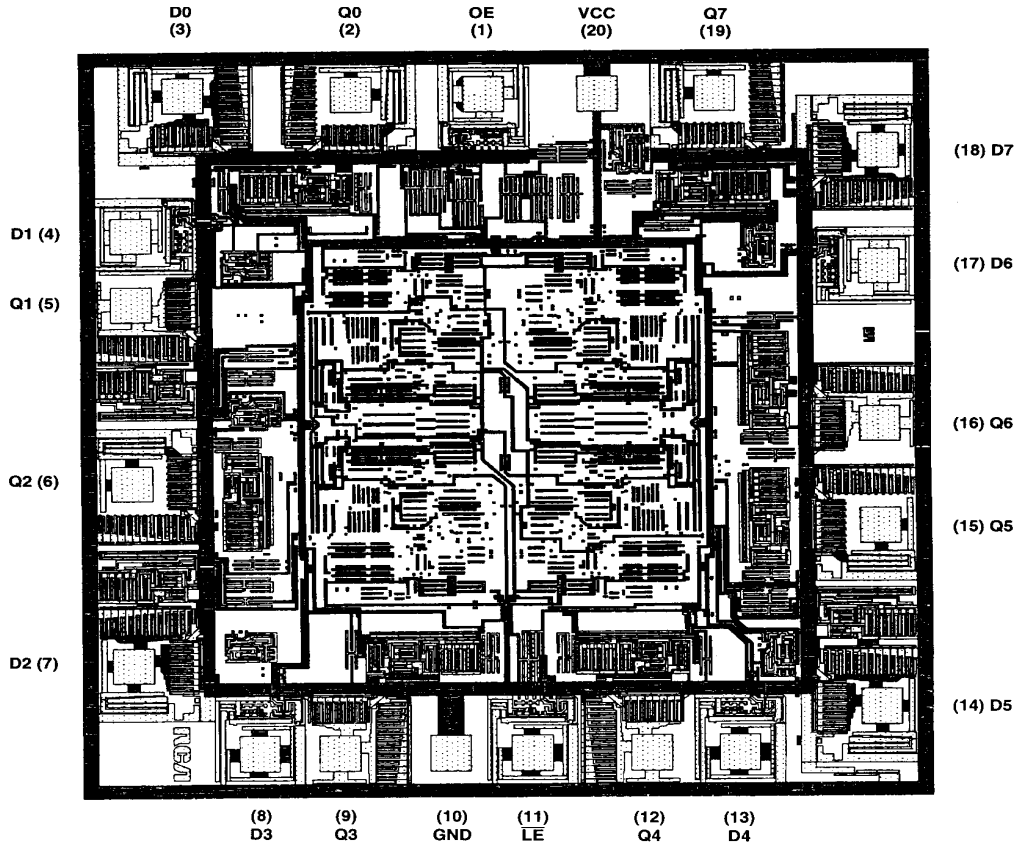 D0 Q0 OE VCC Q7
(3) (2) (1) (20) (19)
(18) D7
D1 (4)
(17) D6
Q1 (5)
(16) Q6
Q2 (6)
(15) Q5
D2 (7)
(14) D5
RCA
(8) (9) (10) (11) (12) (13)
D3 Q3 GND LE Q4 D4